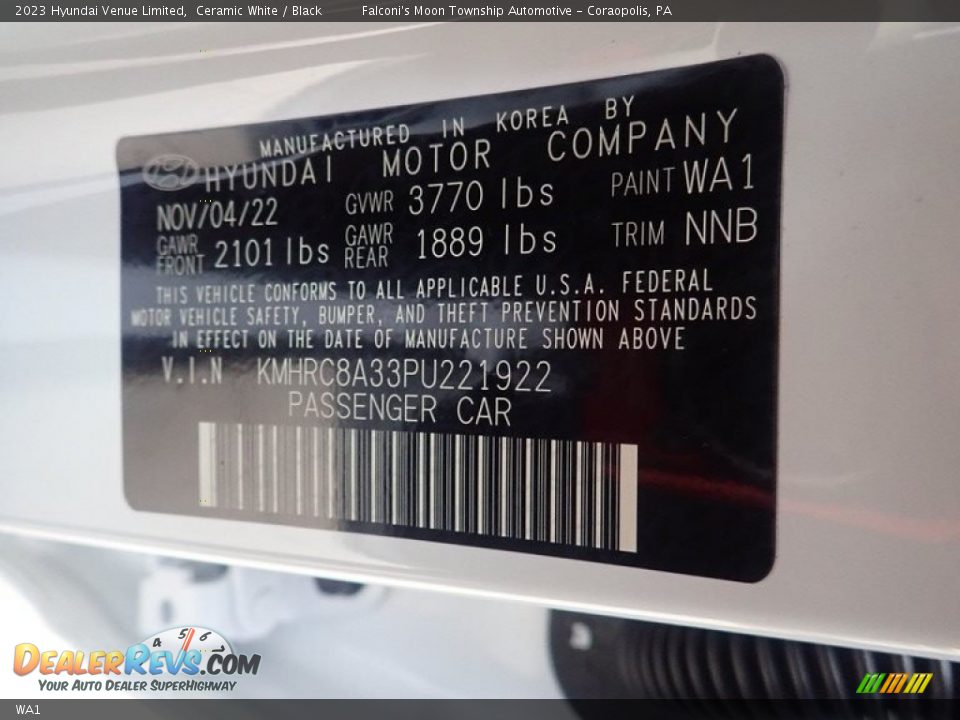 2023 Hyundai Venue Limited, Ceramic White / Black Falconi's Moon Township Automotive - Coraopolis, PA
MANUFACTURED IN KOREA BY
HYUNDAI MOTOR COMPANY
NOV/04/22 GVWR 3770 lbs PAINT WA1
GAWR FRONT 2101 lbs GAWR REAR 1889 lbs TRIM NNB
THIS VEHICLE CONFORMS TO ALL APPLICABLE U.S.A. FEDERAL
MOTOR VEHICLE SAFETY, BUMPER, AND THEFT PREVENTION STANDARDS
IN EFFECT ON THE DATE OF MANUFACTURE SHOWN ABOVE
V.I.N KMHRC8A33PU221922
PASSENGER CAR
4 5 6
DEALERREVS.COM
YOUR AUTO DEALER SUPERHIGHWAY
WA1